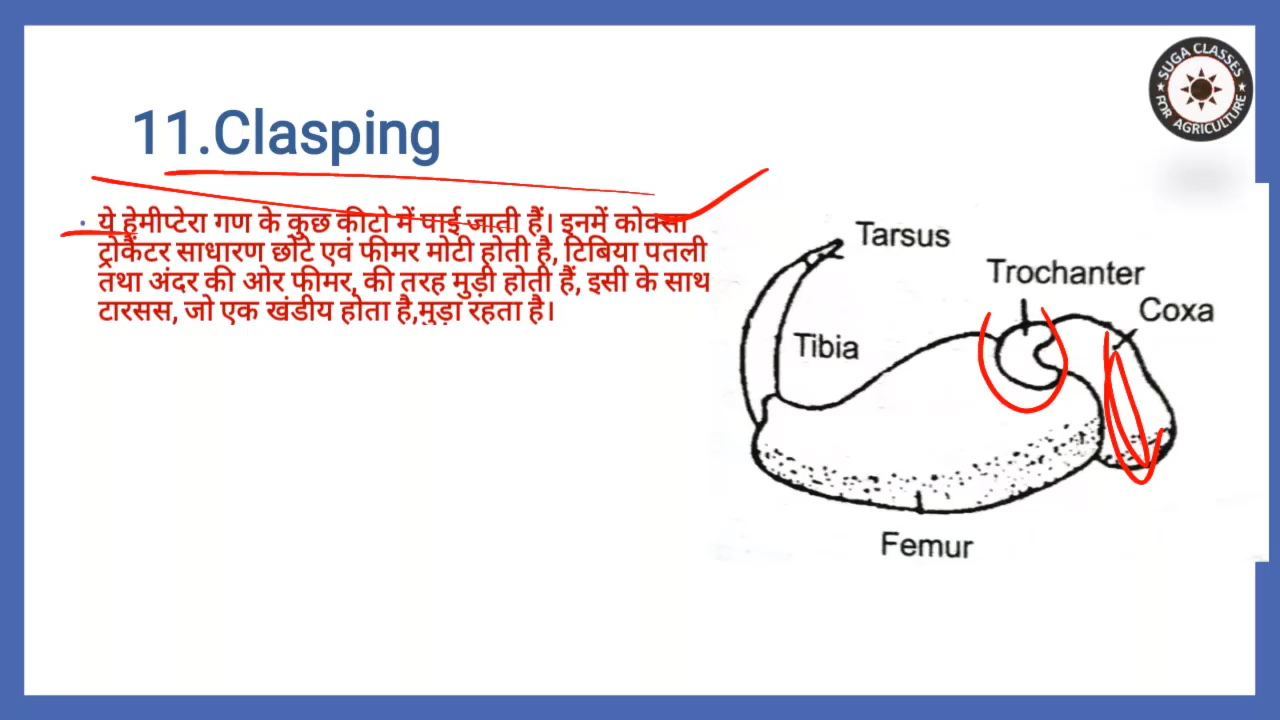 SUGA CLASSES
FOR AGRICULTURE
11.Clasping
ये हेमीप्टेरा गण के कुछ कीटो में पाई जाती हैं। इनमें कोक्सा
ट्रोकैंटर साधारण छोटे एवं फीमर मोटी होती है, टिबिया पतली
तथा अंदर की ओर फीमर, की तरह मुड़ी होती हैं, इसी के साथ
टारसस, जो एक खंडीय होता है,मुड़ा रहता है।
Tarsus
Trochanter
Coxa
Tibia
Femur